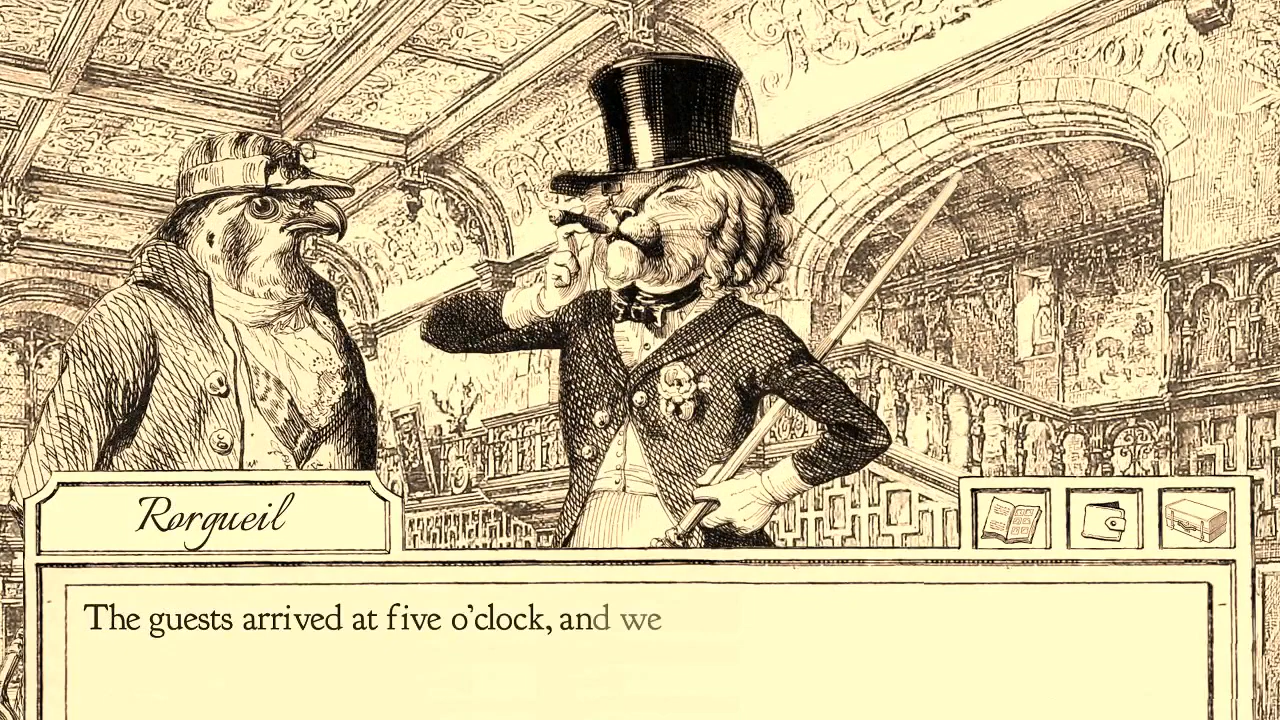 Rorgueil
The guests arrived at five o’clock, and we